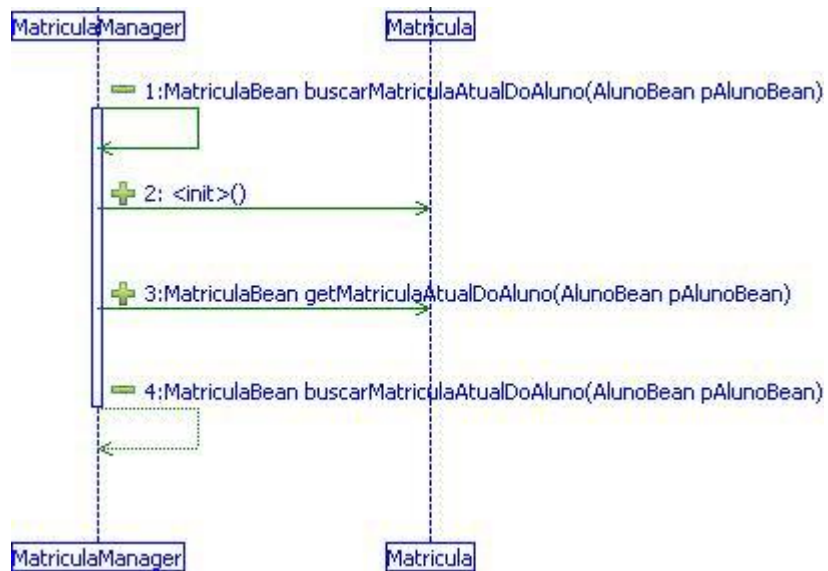 MatriculaManager Matricula
1:MatriculaBean buscarMatriculaAtualDoAluno(AlunoBean pAlunoBean)
2: <init>()
3:MatriculaBean getMatriculaAtualDoAluno(AlunoBean pAlunoBean)
4:MatriculaBean buscarMatriculaAtualDoAluno(AlunoBean pAlunoBean)
MatriculaManager Matricula